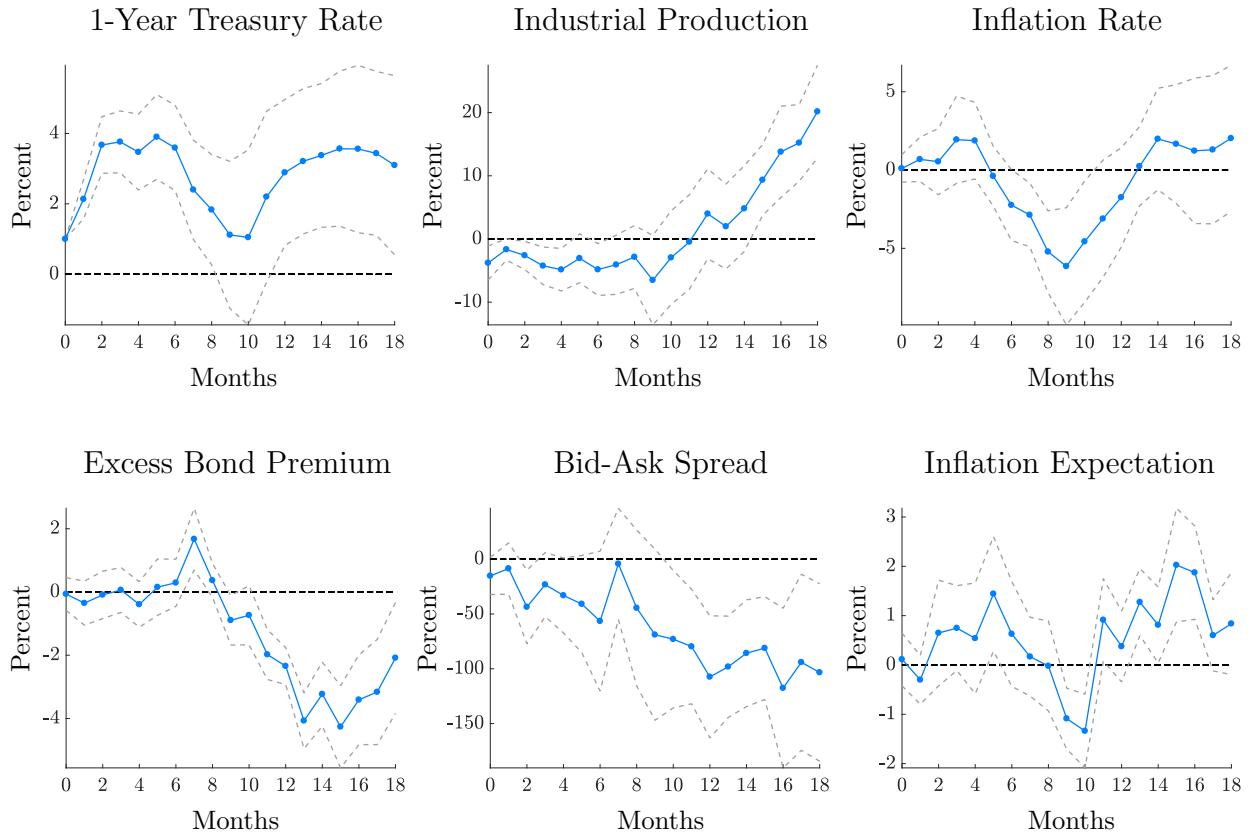 1-Year Treasury Rate
Percent
4
2
0
0 2 4 6 8 10 12 14 16 18
Months
Industrial Production
Percent
20
10
0
-10
0 2 4 6 8 10 12 14 16 18
Months
Inflation Rate
Percent
5
0
-5
0 2 4 6 8 10 12 14 16 18
Months
Excess Bond Premium
Percent
2
0
-2
-4
0 2 4 6 8 10 12 14 16 18
Months
Bid-Ask Spread
Percent
0
-50
-100
-150
0 2 4 6 8 10 12 14 16 18
Months
Inflation Expectation
Percent
3
2
1
0
-1
-2
0 2 4 6 8 10 12 14 16 18
Months